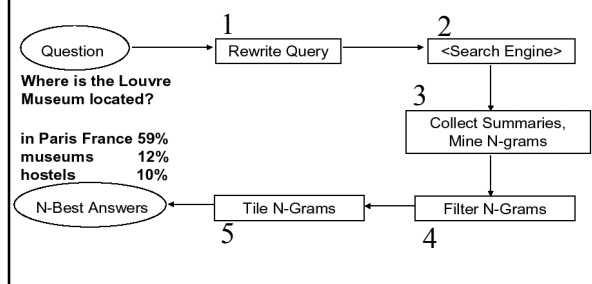 1
2
Question
Rewrite Query
<Search Engine>
Where is the Louvre
Museum located?
3
Collect Summaries,
Mine N-grams
in Paris France 59%
museums 12%
hostels 10%
N-Best Answers
Tile N-Grams
Filter N-Grams
5
4